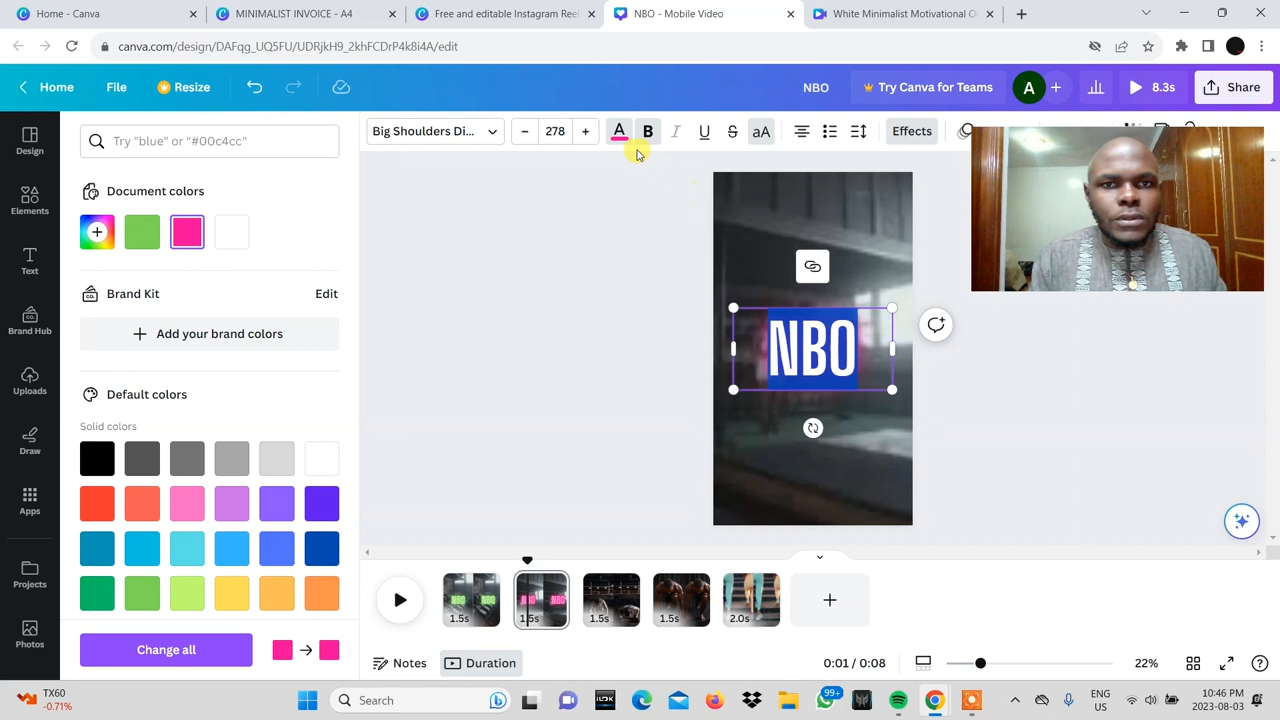 Home - Canva
MINIMALIST INVOICE - A4
Free and editable Instagram Ree
NBO - Mobile Video
White Minimalist Motivational Q
canva.com/design/DAFqg_UQ5FU/UDRjkH9_2khFCDrP4k8i4A/edit
Home
File
Resize
NBO
Try Canva for Teams
A
8.3s
Share
Design
Elements
Text
Brand Hub
Uploads
Draw
Apps
Projects
Photos
Try "blue" or "#00c4cc"
Document colors
Brand Kit
Edit
Add your brand colors
Default colors
Solid colors
Change all
Big Shoulders Di...
278
A
B
I
U
S
aA
Effects
NBO
1.5s
1.5s
1.5s
1.5s
2.0s
Notes
Duration
0:01 / 0:08
22%
TX60
-0.71%
Search
99+
ENG
US
10:46 PM
2023-08-03